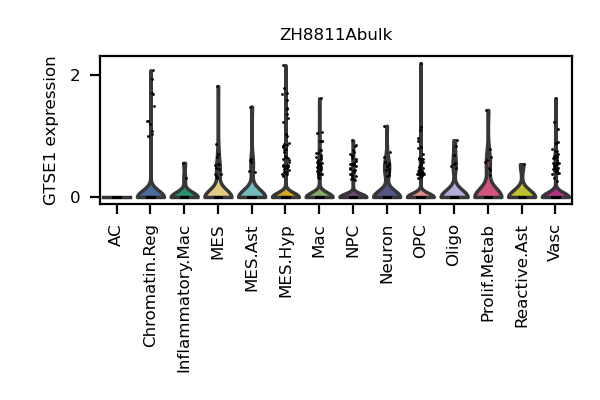 ZH8811Abulk
GTSE1 expression
2
0
AC
Chromatin.Reg
Inflammatory.Mac
MES
MES.Ast
MES.Hyp
Mac
NPC
Neuron
OPC
Oligo
Prolif.Metab
Reactive.Ast
Vasc